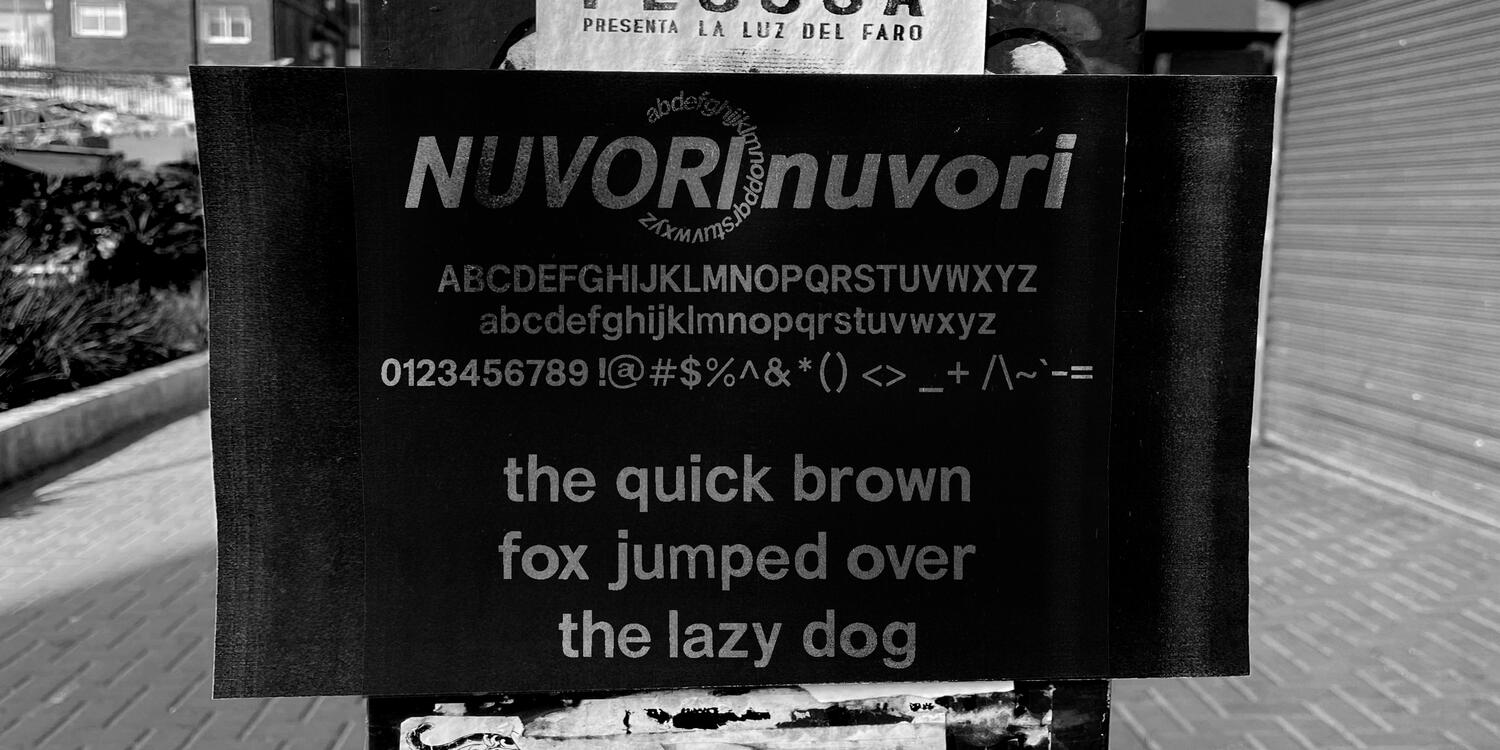 PRESENTA LA LUZ DEL FARO
abcdefghijklmnopqrstuvwxyz
NUVORI nuvori
ABCDEFGHIJKLMNOPQRSTUVWXYZ
abcdefghijklmnopqrstuvwxyz
0123456789 !@#$%^&*() <> _+ /\~`-=
the quick brown
fox jumped over
the lazy dog